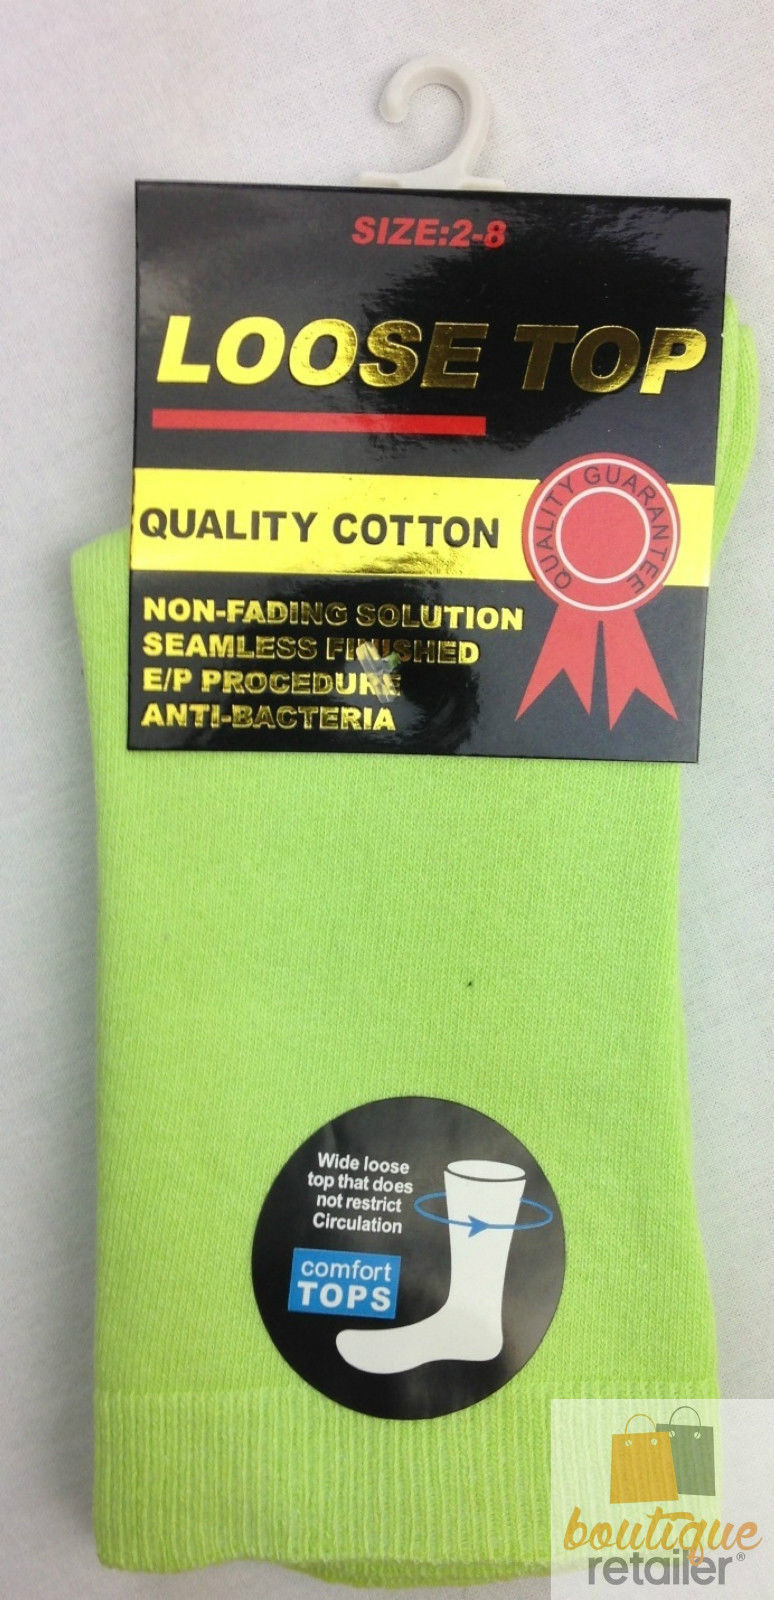 SIZE:2-8
LOOSE TOP
QUALITY COTTON
QUALITY GUARANTEE
NON-FADING SOLUTION
SEAMLESS FINISHED
E/P PROCEDURE
ANTI-BACTERIA
Wide loose
top that does
not restrict
Circulation
comfort
TOPS
boutique
retailer®